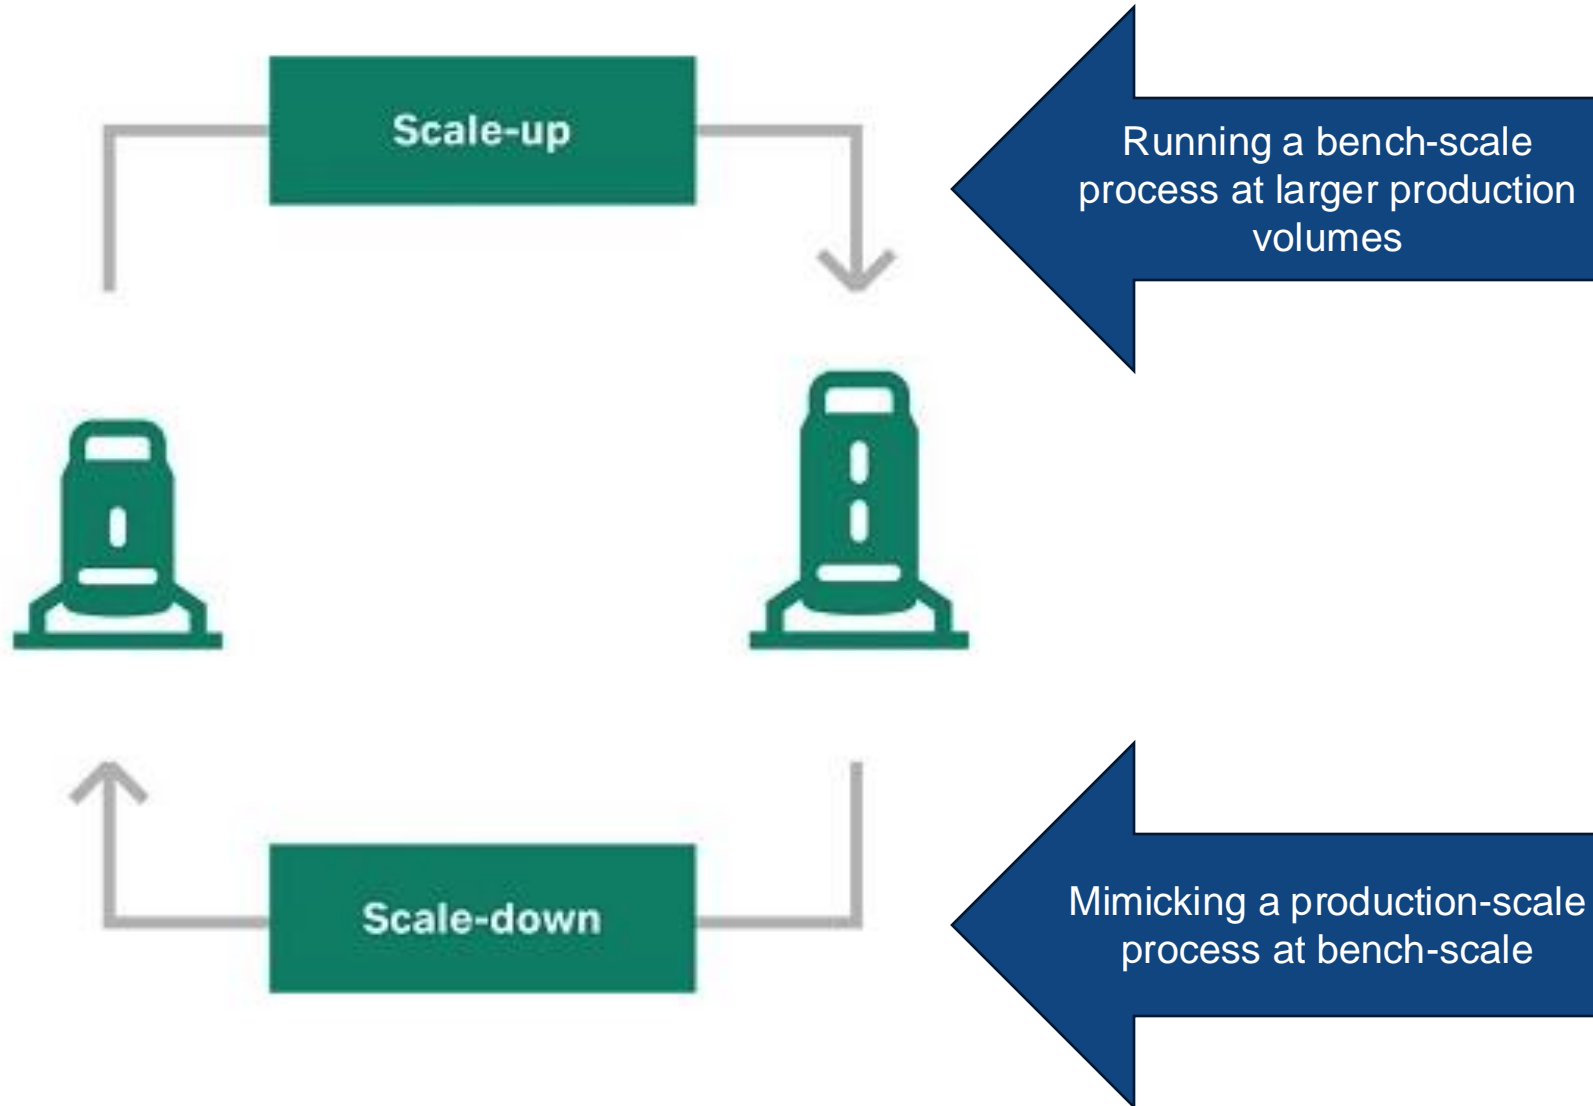 Scale-up
Running a bench-scale
process at larger production
volumes
Scale-down
Mimicking a production-scale
process at bench-scale